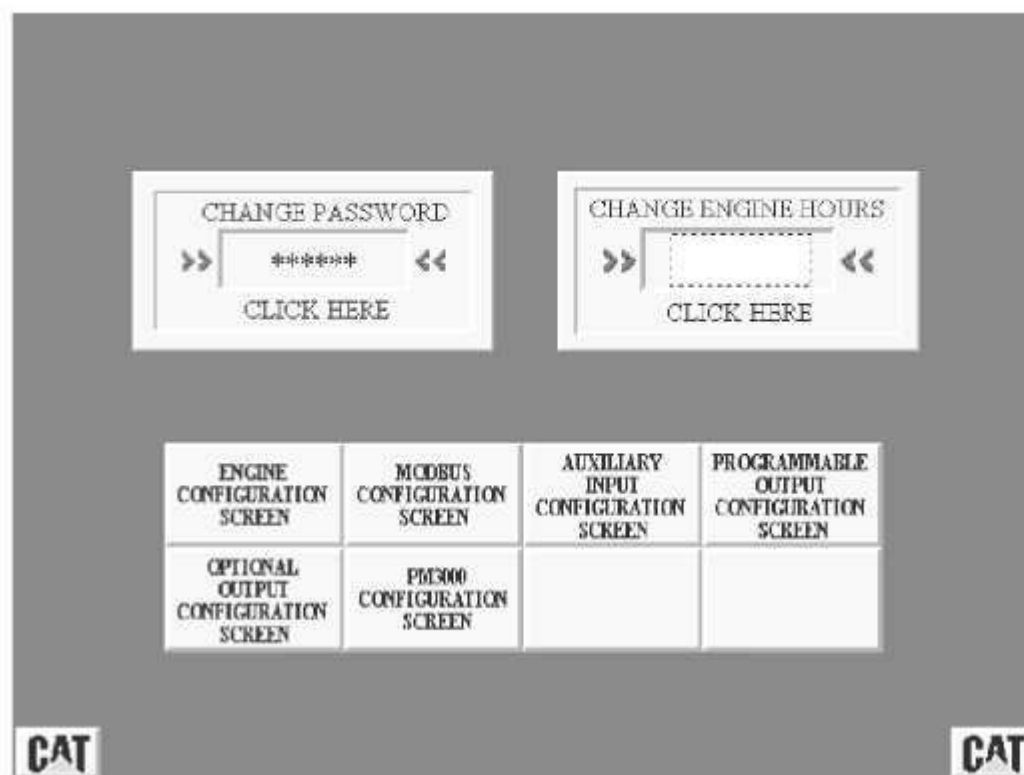 CHANGE PASSWORD
>> ****** <<
CLICK HERE
CHANGE ENGINE HOURS
>> <<
CLICK HERE
ENGINE
CONFIGURATION
SCREEN
MODBUS
CONFIGURATION
SCREEN
AUXILIARY
INPUT
CONFIGURATION
SCREEN
PROGRAMMABLE
OUTPUT
CONFIGURATION
SCREEN
OPTIONAL
OUTPUT
CONFIGURATION
SCREEN
PM3000
CONFIGURATION
SCREEN
CAT
CAT